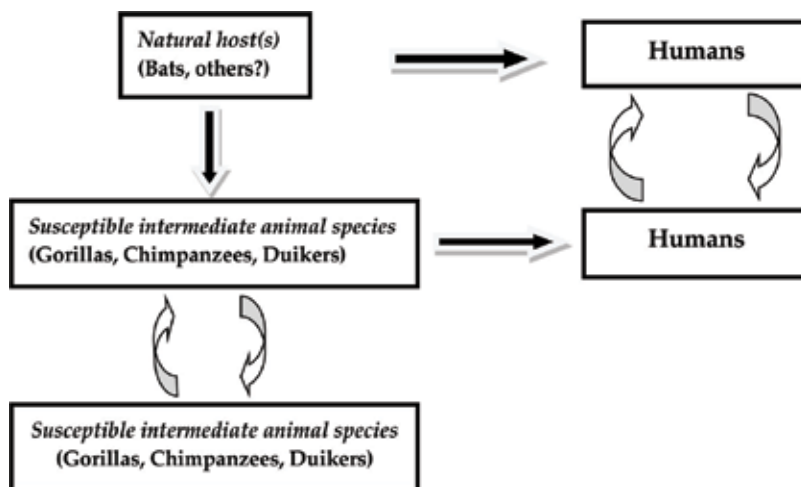 Natural host(s)
(Bats, others?)
Humans
Susceptible intermediate animal species
(Gorillas, Chimpanzees, Duikers)
Humans
Susceptible intermediate animal species
(Gorillas, Chimpanzees, Duikers)